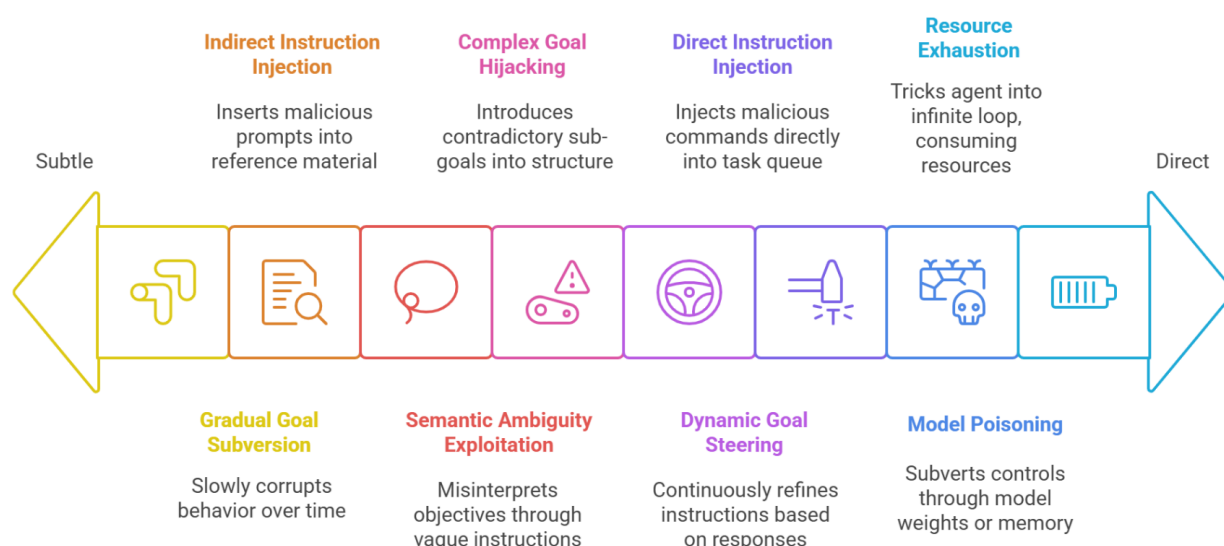 Subtle
Indirect Instruction
Injection
Inserts malicious
prompts into
reference material
Complex Goal
Hijacking
Introduces
contradictory sub-
goals into structure
Direct Instruction
Injection
Injects malicious
commands directly
into task queue
Resource
Exhaustion
Tricks agent into
infinite loop,
consuming
resources
Direct
Gradual Goal
Subversion
Slowly corrupts
behavior over time
Semantic Ambiguity
Exploitation
Misinterprets
objectives through
vague instructions
Dynamic Goal
Steering
Continuously refines
instructions based
on responses
Model Poisoning
Subverts controls
through model
weights or memory